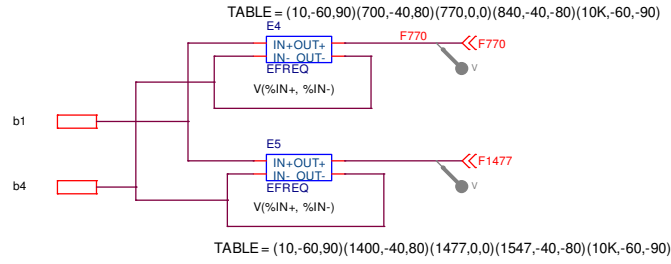 TABLE = (10,-60,90)(700,-40,80)(770,0,0)(840,-40,-80)(10K,-60,-90)
E4
F770
IN+OUT+
F770
IN- OUT-
EFREQ
V
V(%IN+, %IN-)
b1
E5
IN+OUT+
F1477
IN- OUT-
b4
EFREQ
V
V(%IN+, %IN-)
TABLE = (10,-60,90)(1400,-40,80)(1477,0,0)(1547,-40,-80)(10K,-60,-90)